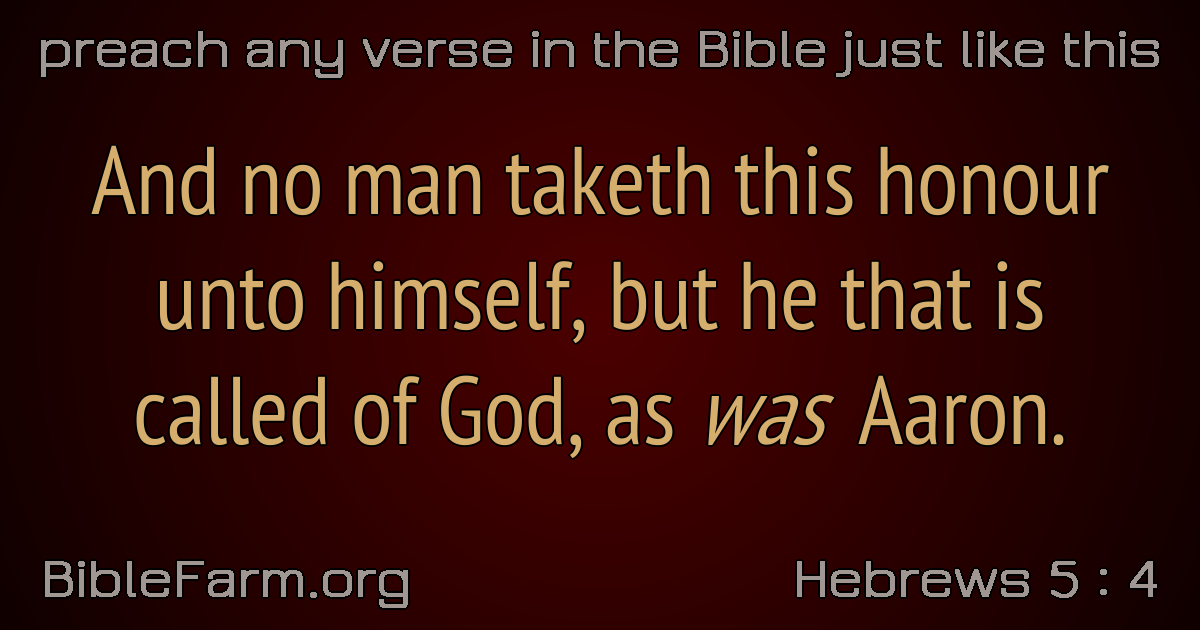 preach any verse in the Bible just like this
And no man taketh this honour
unto himself, but he that is
called of God, as was Aaron.
BibleFarm.org
Hebrews 5 : 4